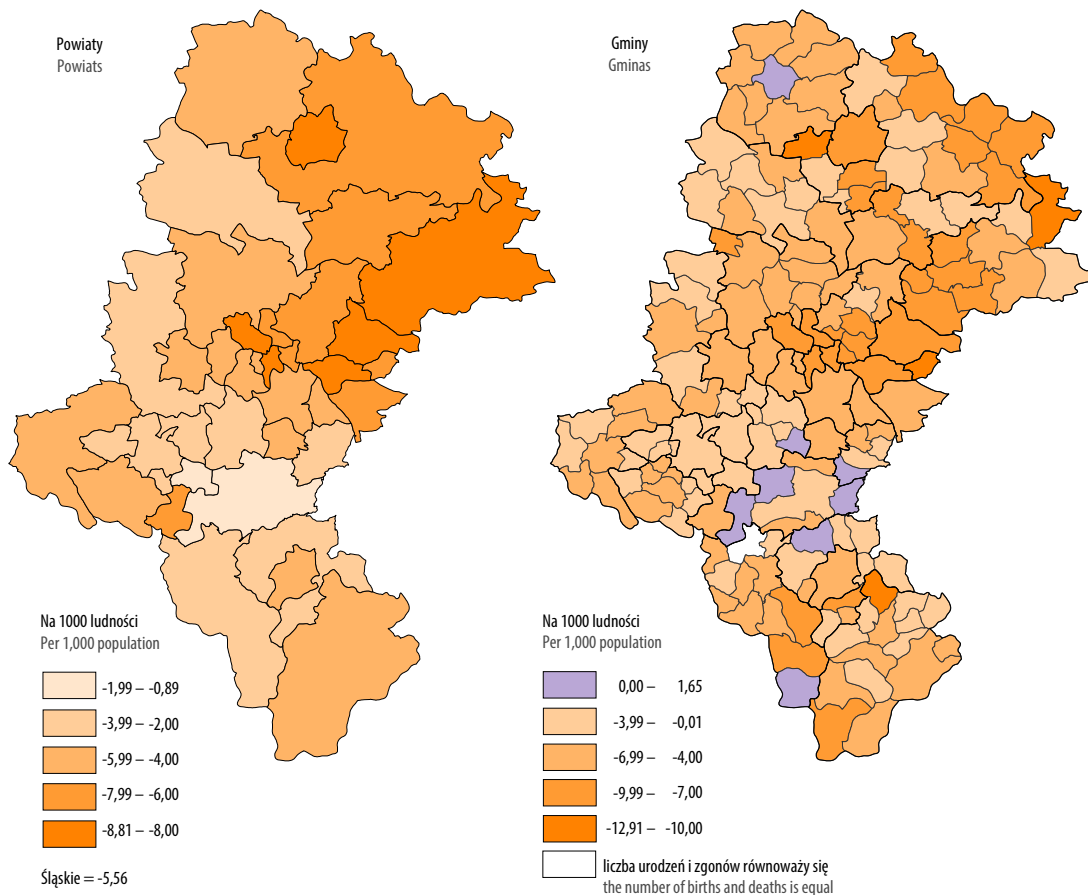 Powiaty
Powiats
Na 1000 ludności
Per 1,000 population
-1,99 – -0,89
-3,99 – -2,00
-5,99 – -4,00
-7,99 – -6,00
-8,81 – -8,00
Śląskie = -5,56
Gminy
Gminas
Na 1000 ludności
Per 1,000 population
0,00 – 1,65
-3,99 – -0,01
-6,99 – -4,00
-9,99 – -7,00
-12,91 – -10,00
liczba urodzeń i zgonów równoważy się
the number of births and deaths is equal